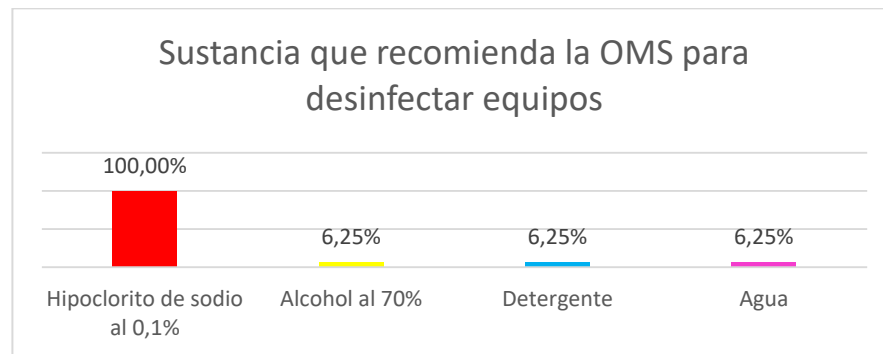 Sustancia que recomienda la OMS para
desinfectar equipos
100,00%
6,25%
6,25%
6,25%
Hipoclorito de sodio
al 0,1%
Alcohol al 70%
Detergente
Agua